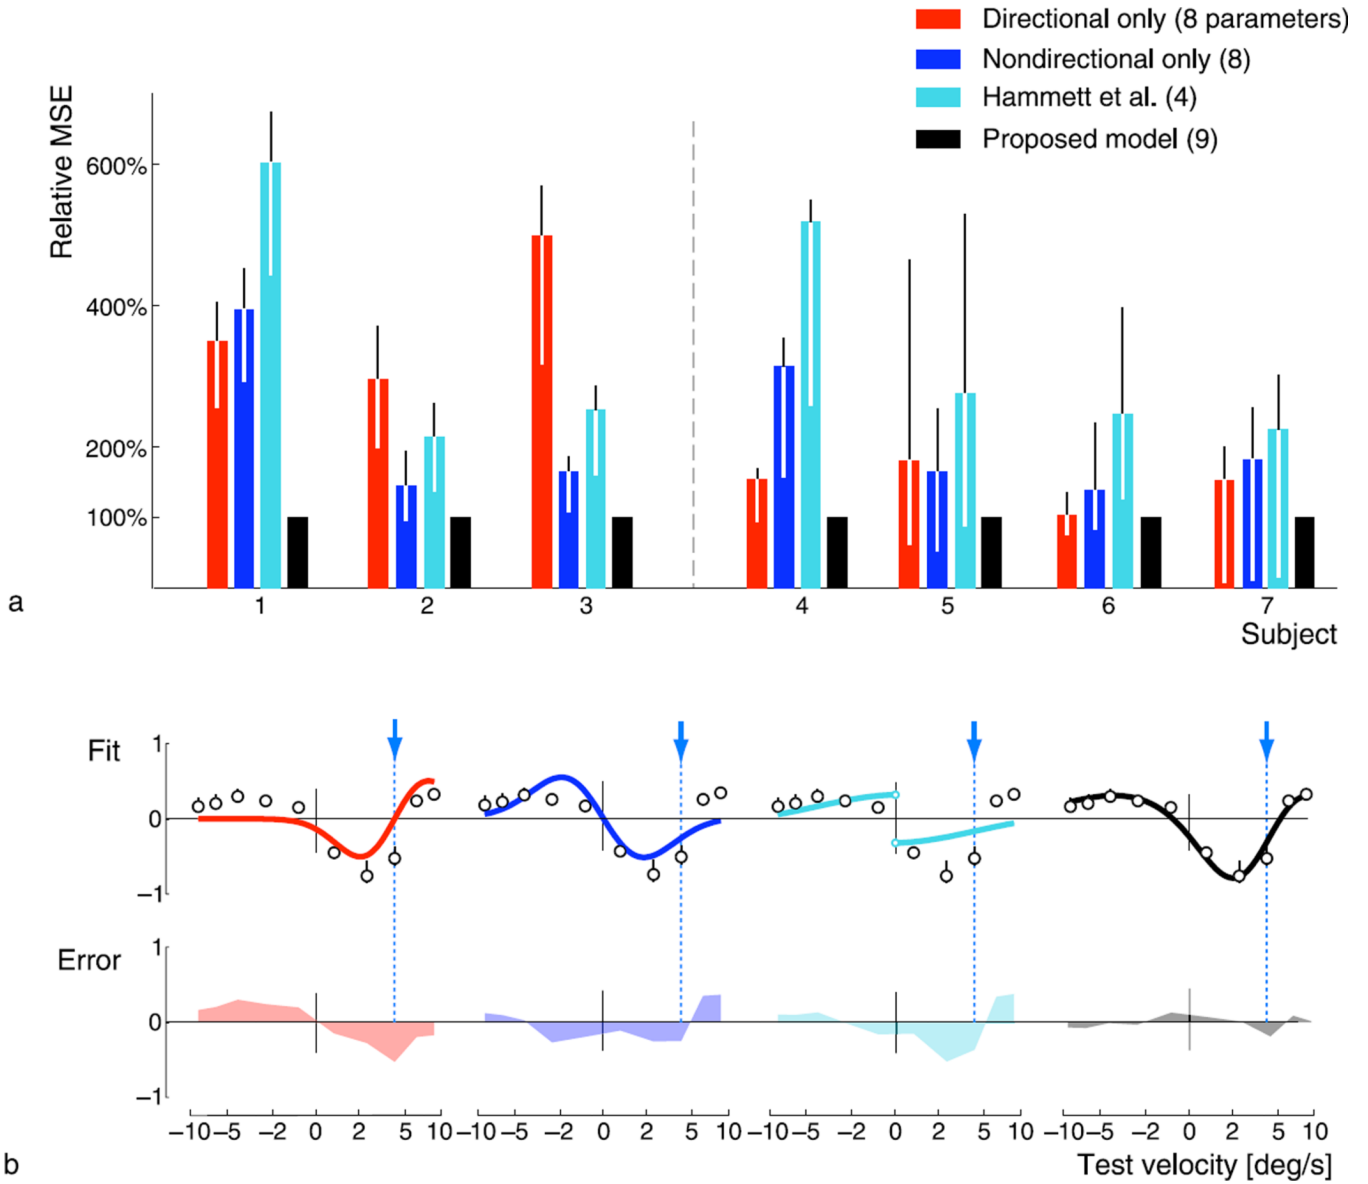 Directional only (8 parameters)
Nondirectional only (8)
Hammett et al. (4)
Proposed model (9)
Relative MSE
600%
400%
200%
100%
1 2 3 4 5 6 7
a
Subject
Fit
1
0
−1
Error
1
0
−1
−10 −5 −2 0 2 5 10 −10 −5 −2 0 2 5 10 −10 −5 −2 0 2 5 10 −10 −5 −2 0 2 5 10
b
Test velocity [deg/s]